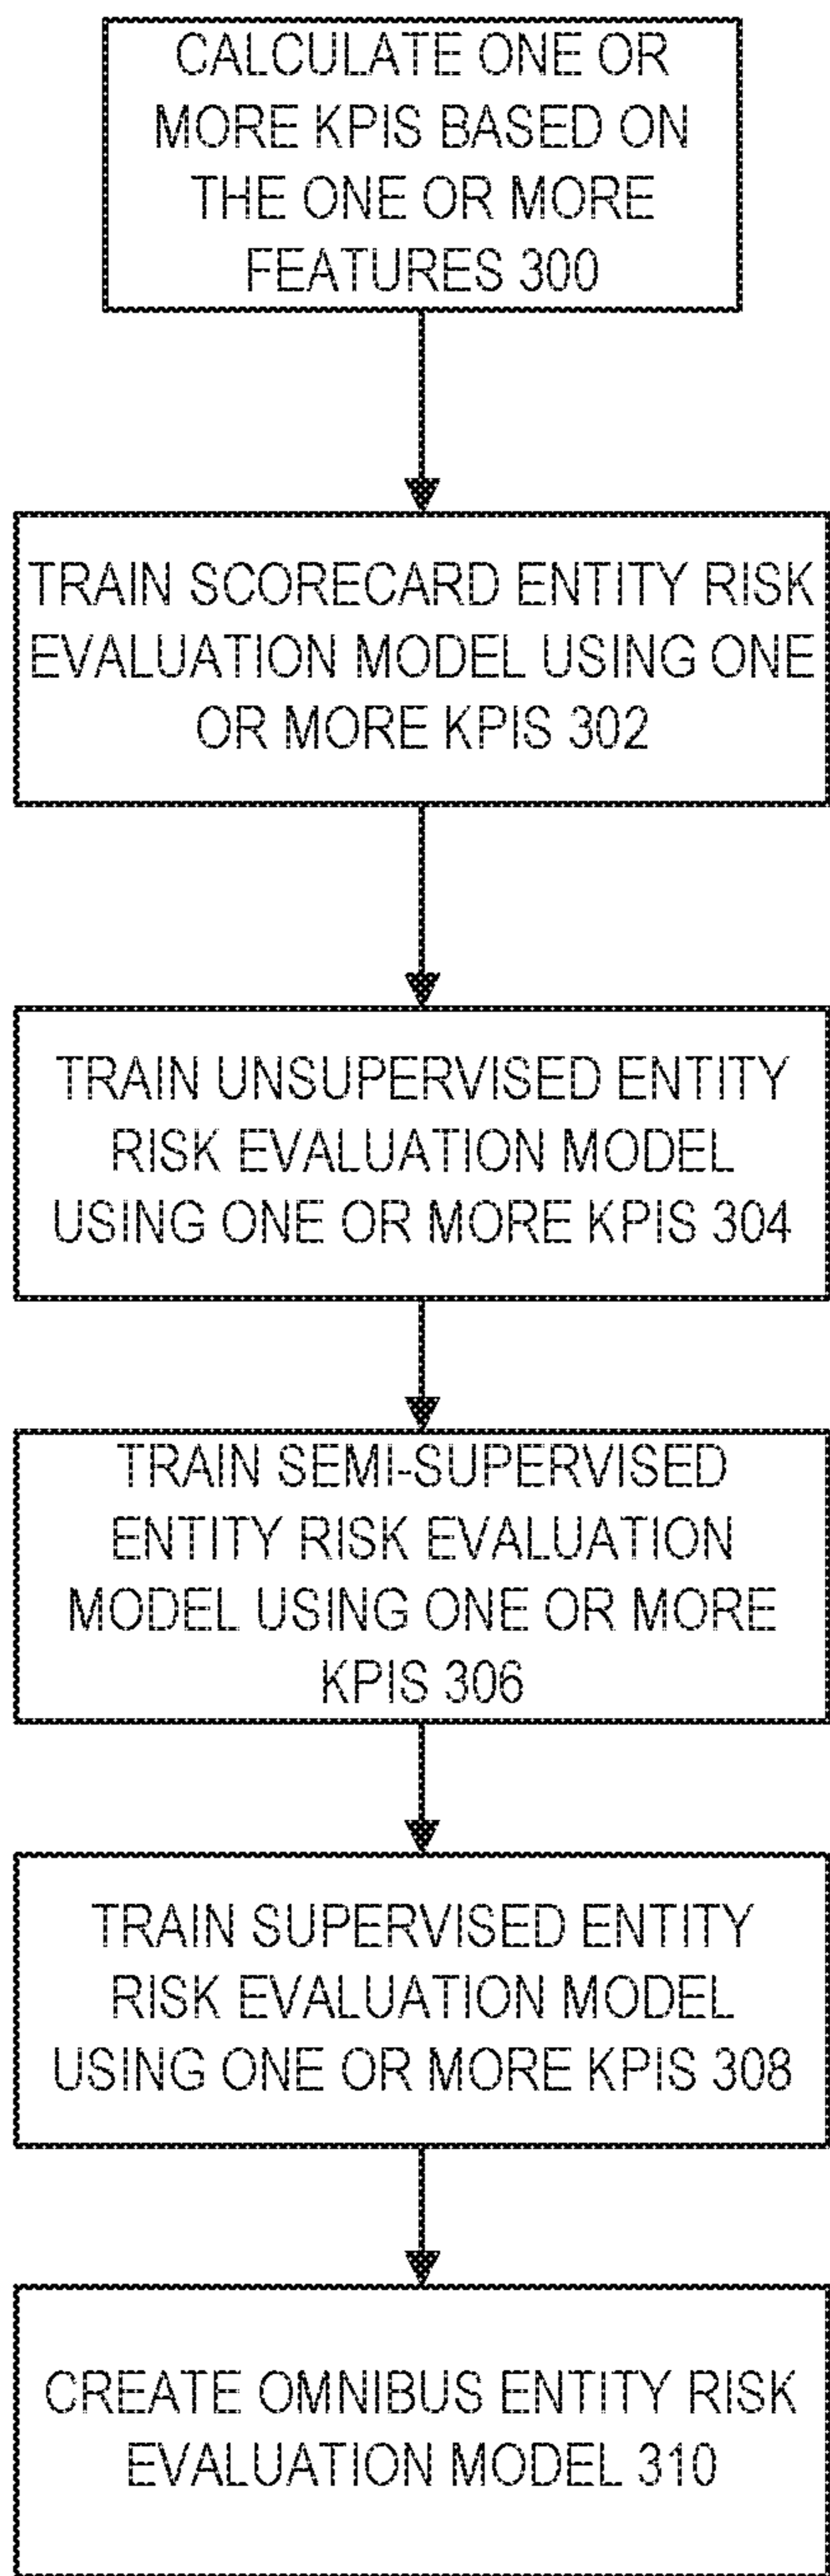 CALCULATE ONE OR
MORE KPIS BASED ON
THE ONE OR MORE
FEATURES 300
TRAIN SCORECARD ENTITY RISK
EVALUATION MODEL USING ONE
OR MORE KPIS 302
TRAIN UNSUPERVISED ENTITY
RISK EVALUATION MODEL
USING ONE OR MORE KPIS 304
TRAIN SEMI-SUPERVISED
ENTITY RISK EVALUATION
MODEL USING ONE OR MORE
KPIS 306
TRAIN SUPERVISED ENTITY
RISK EVALUATION MODEL
USING ONE OR MORE KPIS 308
CREATE OMNIBUS ENTITY RISK
EVALUATION MODEL 310